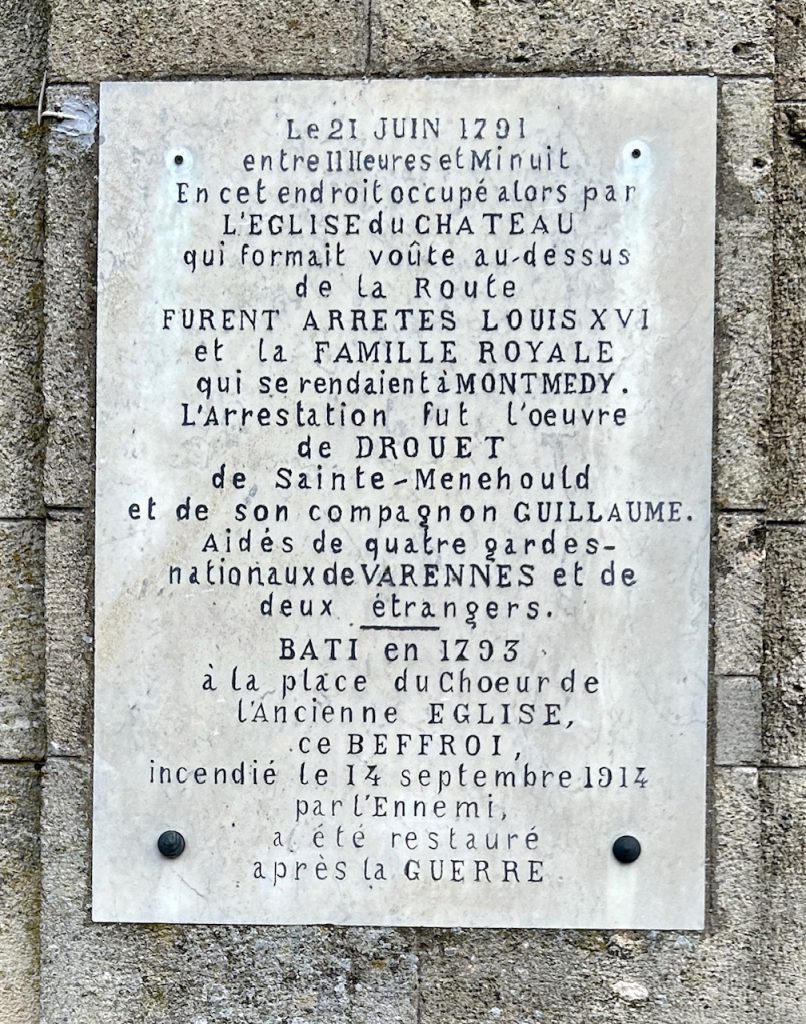 Le 21 JUIN 1791
entre 11 Heures et Minuit
En cet endroit occupé alors par
L'EGLISE du CHATEAU
qui formait voûte au-dessus
de la Route
FURENT ARRETES LOUIS XVI
et la FAMILLE ROYALE
qui se rendaient à MONTMEDY.
L'Arrestation fut l'oeuvre
de DROUET
de Sainte-Menehould
et de son compagnon GUILLAUME.
Aidés de quatre gardes-
nationaux de VARENNES et de
deux étrangers.
BATI en 1793
à la place du Choeur de
l'Ancienne EGLISE,
ce BEFFROI,
incendié le 14 septembre 1914
par l'Ennemi,
a été restauré
après la GUERRE